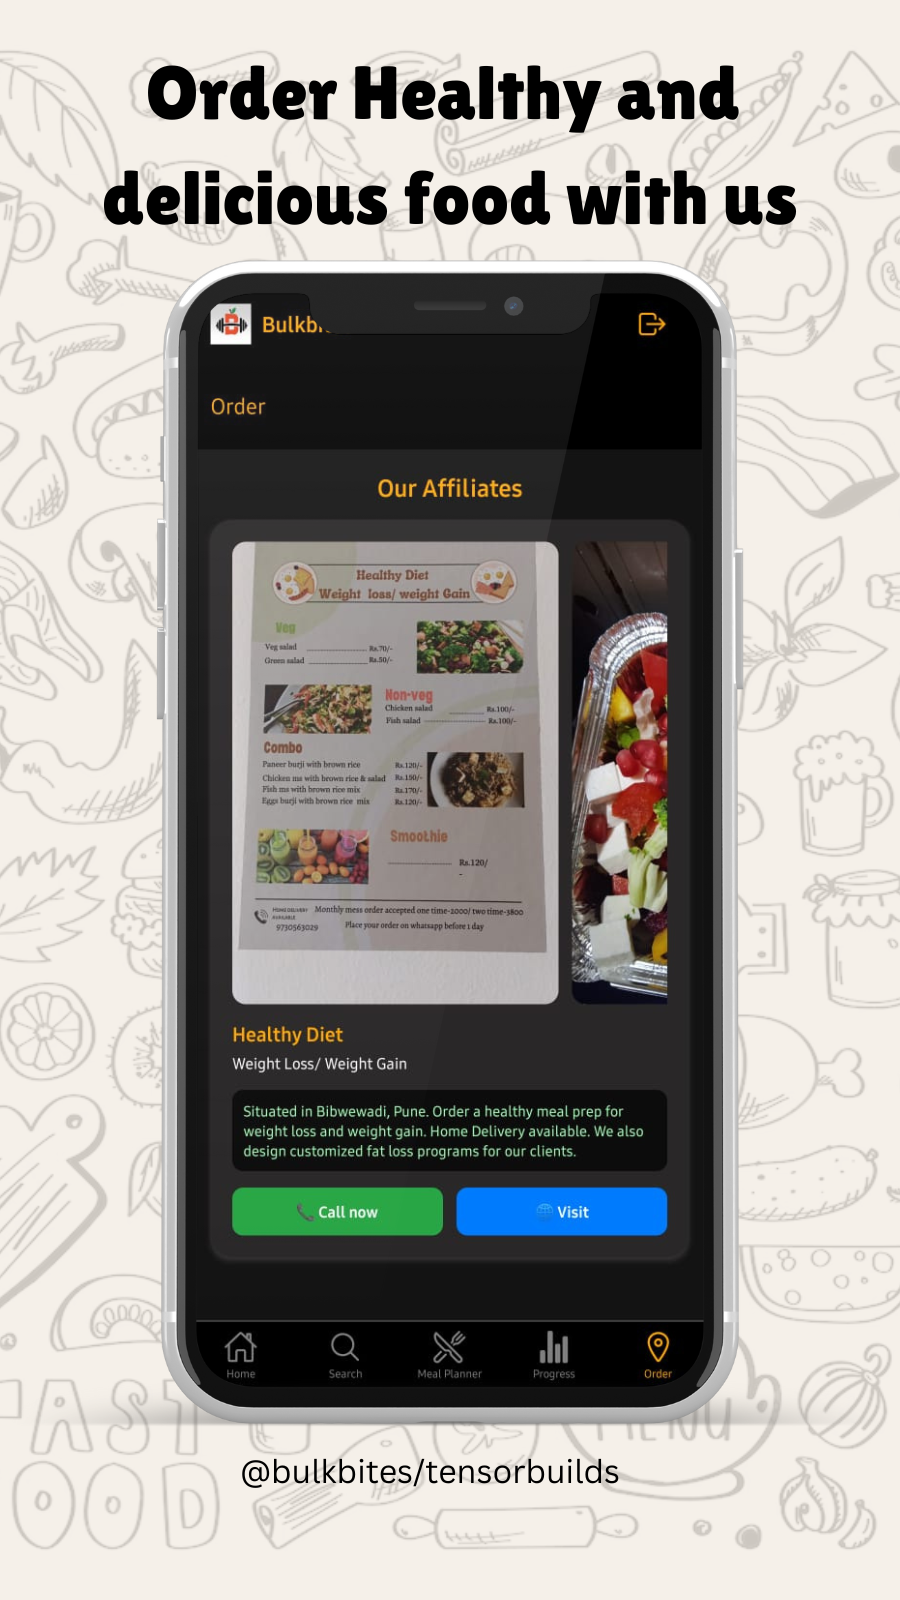 Order Healthy and
delicious food with us
Bulkbi
Order
Our Affiliates
Healthy Diet
Weight loss/ weight Gain
Veg
Veg salad Rs.70/-
Green salad Rs.50/-
Non-veg
Chicken salad Rs.100/-
Fish salad Rs.100/-
Combo
Paneer burji with brown rice Rs.120/-
Chicken ms with brown rice & salad Rs.150/-
Fish ms with brown rice mix Rs.170/-
Eggs burji with brown rice mix Rs.120/-
Smoothie
Rs.120/
-
HOME DELIVERY
AVAILABLE
9730563029
Monthly mess order accepted one time-2000/ two time-3800
Place your order on whatsapp before 1 day
Healthy Diet
Weight Loss/ Weight Gain
Situated in Bibwewadi, Pune. Order a healthy meal prep for
weight loss and weight gain. Home Delivery available. We also
design customized fat loss programs for our clients.
Call now
Visit
Home
Search
Meal Planner
Progress
Order
FAST
FOOD
MENU
@bulkbites/tensorbuilds